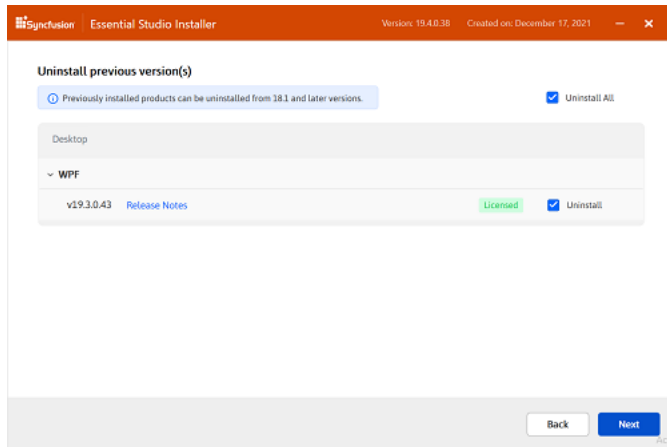 Syncfusion Essential Studio Installer Version: 19.4.0.38 Created on: December 17, 2021
Uninstall previous version(s)
Previously installed products can be uninstalled from 18.1 and later versions. Uninstall All
Desktop
WPF
v19.3.0.43 Release Notes Licensed Uninstall
Back Next